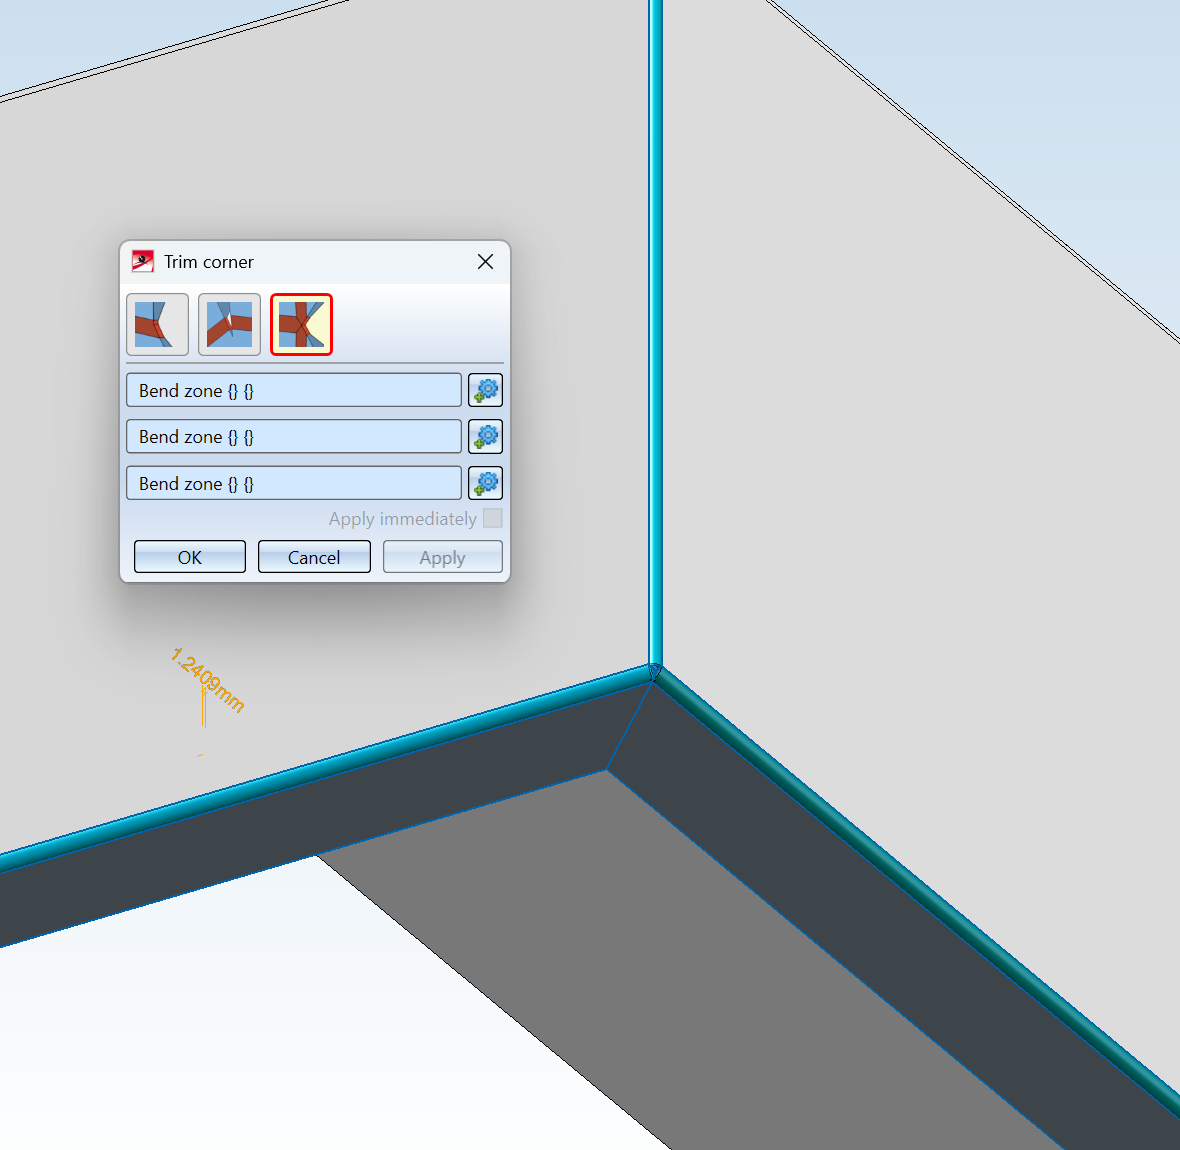 Trim corner
Bend zone {} {}
Bend zone {} {}
Bend zone {} {}
Apply immediately
OK
Cancel
Apply
1.2409mm